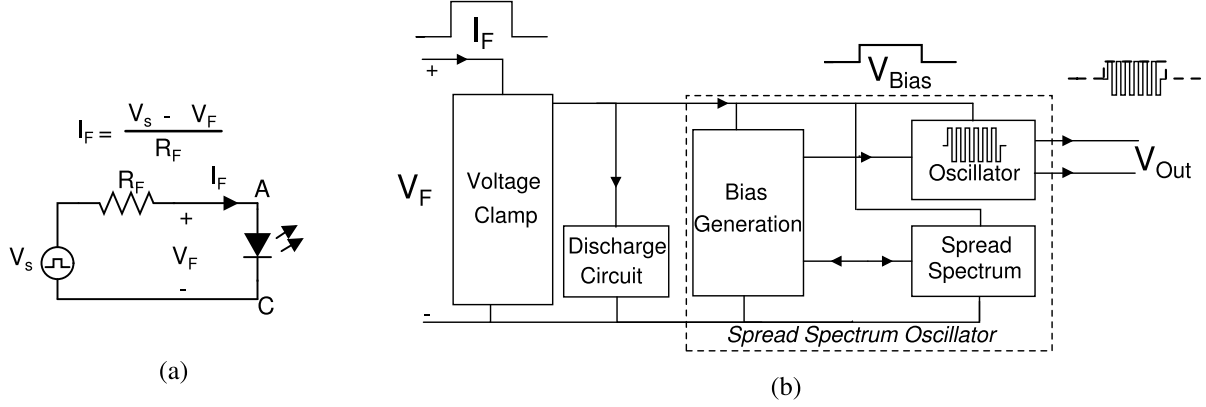 I_F = V_s - V_F
R_F
R_F
I_F
A
+
V_s
V_F
-
C
(a)
I_F
+
V_F
-
Voltage
Clamp
Discharge
Circuit
V_Bias
Bias
Generation
Oscillator
Spread
Spectrum
V_Out
Spread Spectrum Oscillator
(b)